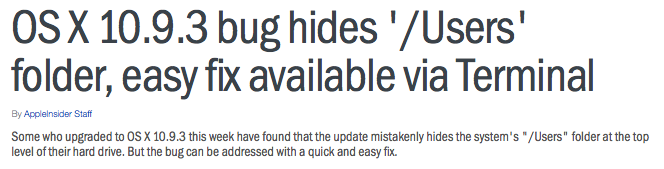 OS X 10.9.3 bug hides '/Users'
folder, easy fix available via Terminal
By AppleInsider Staff
Some who upgraded to OS X 10.9.3 this week have found that the update mistakenly hides the system's "/Users" folder at the top
level of their hard drive. But the bug can be addressed with a quick and easy fix.